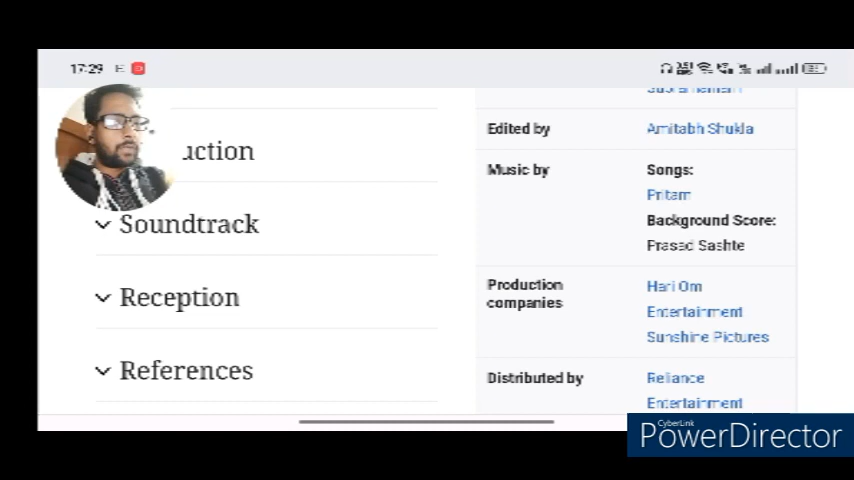 17:29
Subramaniam
Edited by
Amitabh Shukla
uction
Music by
Songs:
Pritam
Background Score:
Prasad Sashte
Soundtrack
Reception
References
Production
companies
Hari Om
Entertainment
Sunshine Pictures
Distributed by
Reliance
Entertainment
CyberLink
PowerDirector